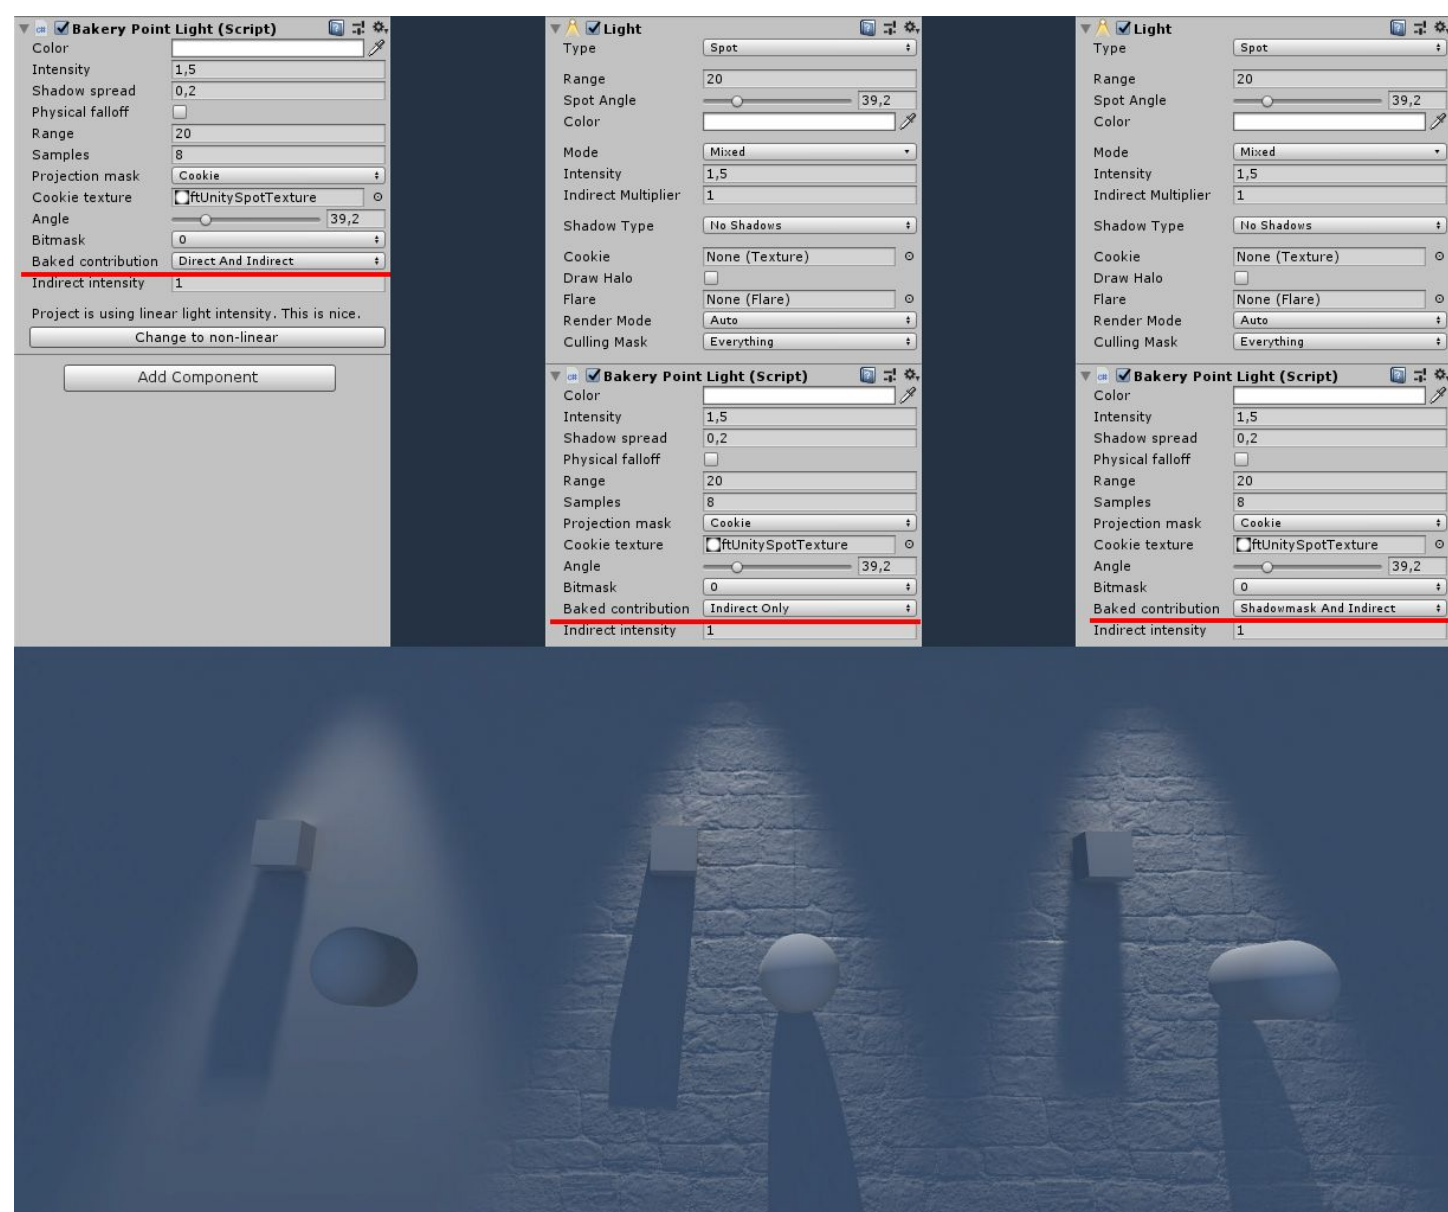 Bakery Point Light (Script)
Color
Intensity 1,5
Shadow spread 0,2
Physical falloff
Range 20
Samples 8
Projection mask Cookie
Cookie texture ftUnitySpotTexture
Angle 39,2
Bitmask 0
Baked contribution Direct And Indirect
Indirect intensity 1
Project is using linear light intensity. This is nice.
Change to non-linear
Add Component
Light
Type Spot
Range 20
Spot Angle 39,2
Color
Mode Mixed
Intensity 1,5
Indirect Multiplier 1
Shadow Type No Shadows
Cookie None (Texture)
Draw Halo
Flare None (Flare)
Render Mode Auto
Culling Mask Everything
Bakery Point Light (Script)
Color
Intensity 1,5
Shadow spread 0,2
Physical falloff
Range 20
Samples 8
Projection mask Cookie
Cookie texture ftUnitySpotTexture
Angle 39,2
Bitmask 0
Baked contribution Indirect Only
Indirect intensity 1
Light
Type Spot
Range 20
Spot Angle 39,2
Color
Mode Mixed
Intensity 1,5
Indirect Multiplier 1
Shadow Type No Shadows
Cookie None (Texture)
Draw Halo
Flare None (Flare)
Render Mode Auto
Culling Mask Everything
Bakery Point Light (Script)
Color
Intensity 1,5
Shadow spread 0,2
Physical falloff
Range 20
Samples 8
Projection mask Cookie
Cookie texture ftUnitySpotTexture
Angle 39,2
Bitmask 0
Baked contribution Shadowmask And Indirect
Indirect intensity 1